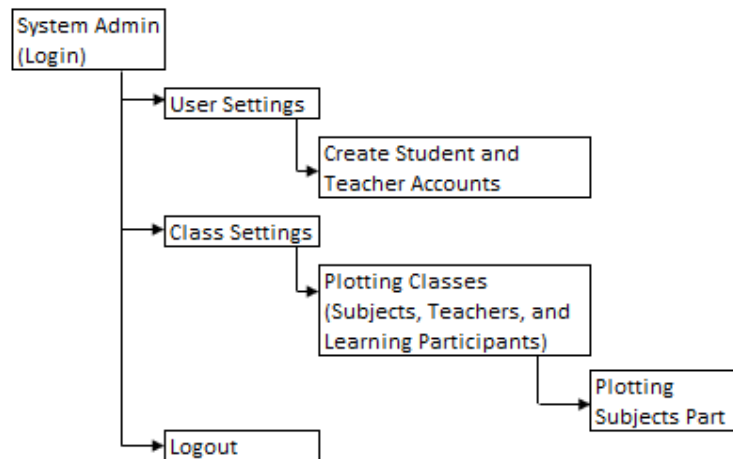 System Admin
(Login)
User Settings
Create Student and
Teacher Accounts
Class Settings
Plotting Classes
(Subjects, Teachers, and
Learning Participants)
Plotting
Subjects Part
Logout